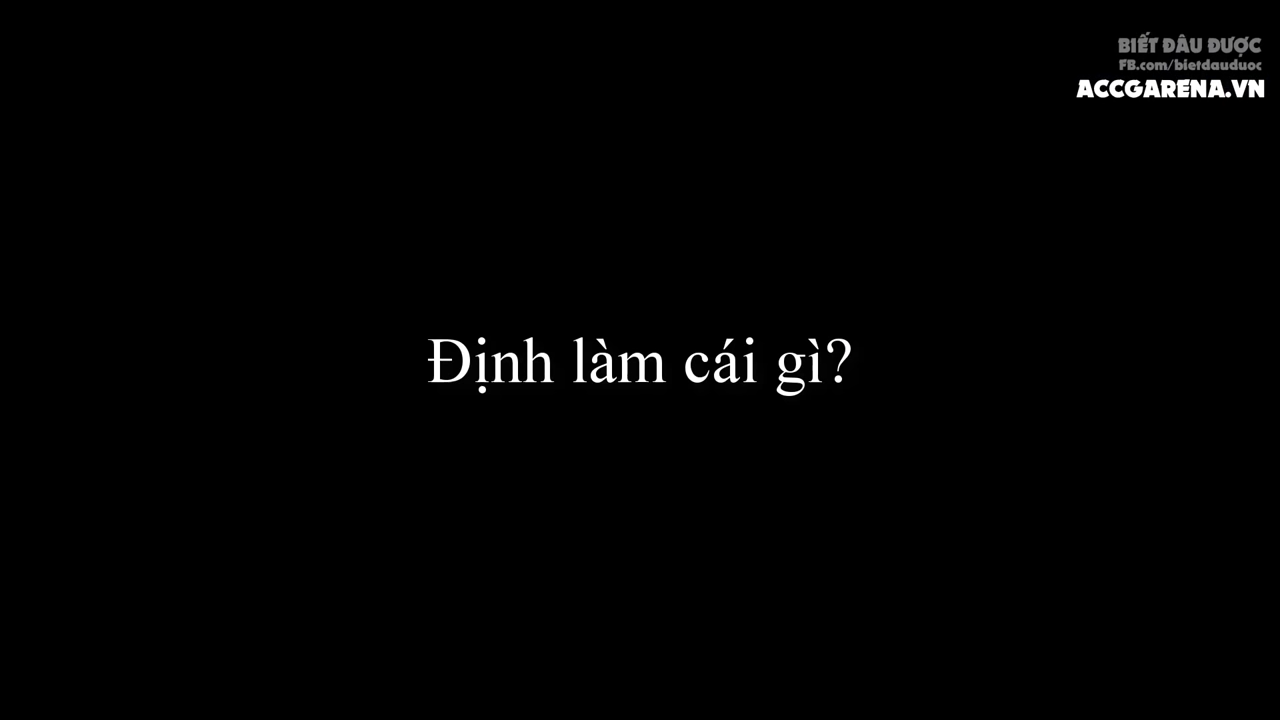 BIẾT ĐÂU ĐƯỢC
FB.com/bietdauduoc
ACCGARENA.VN
Định làm cái gì?